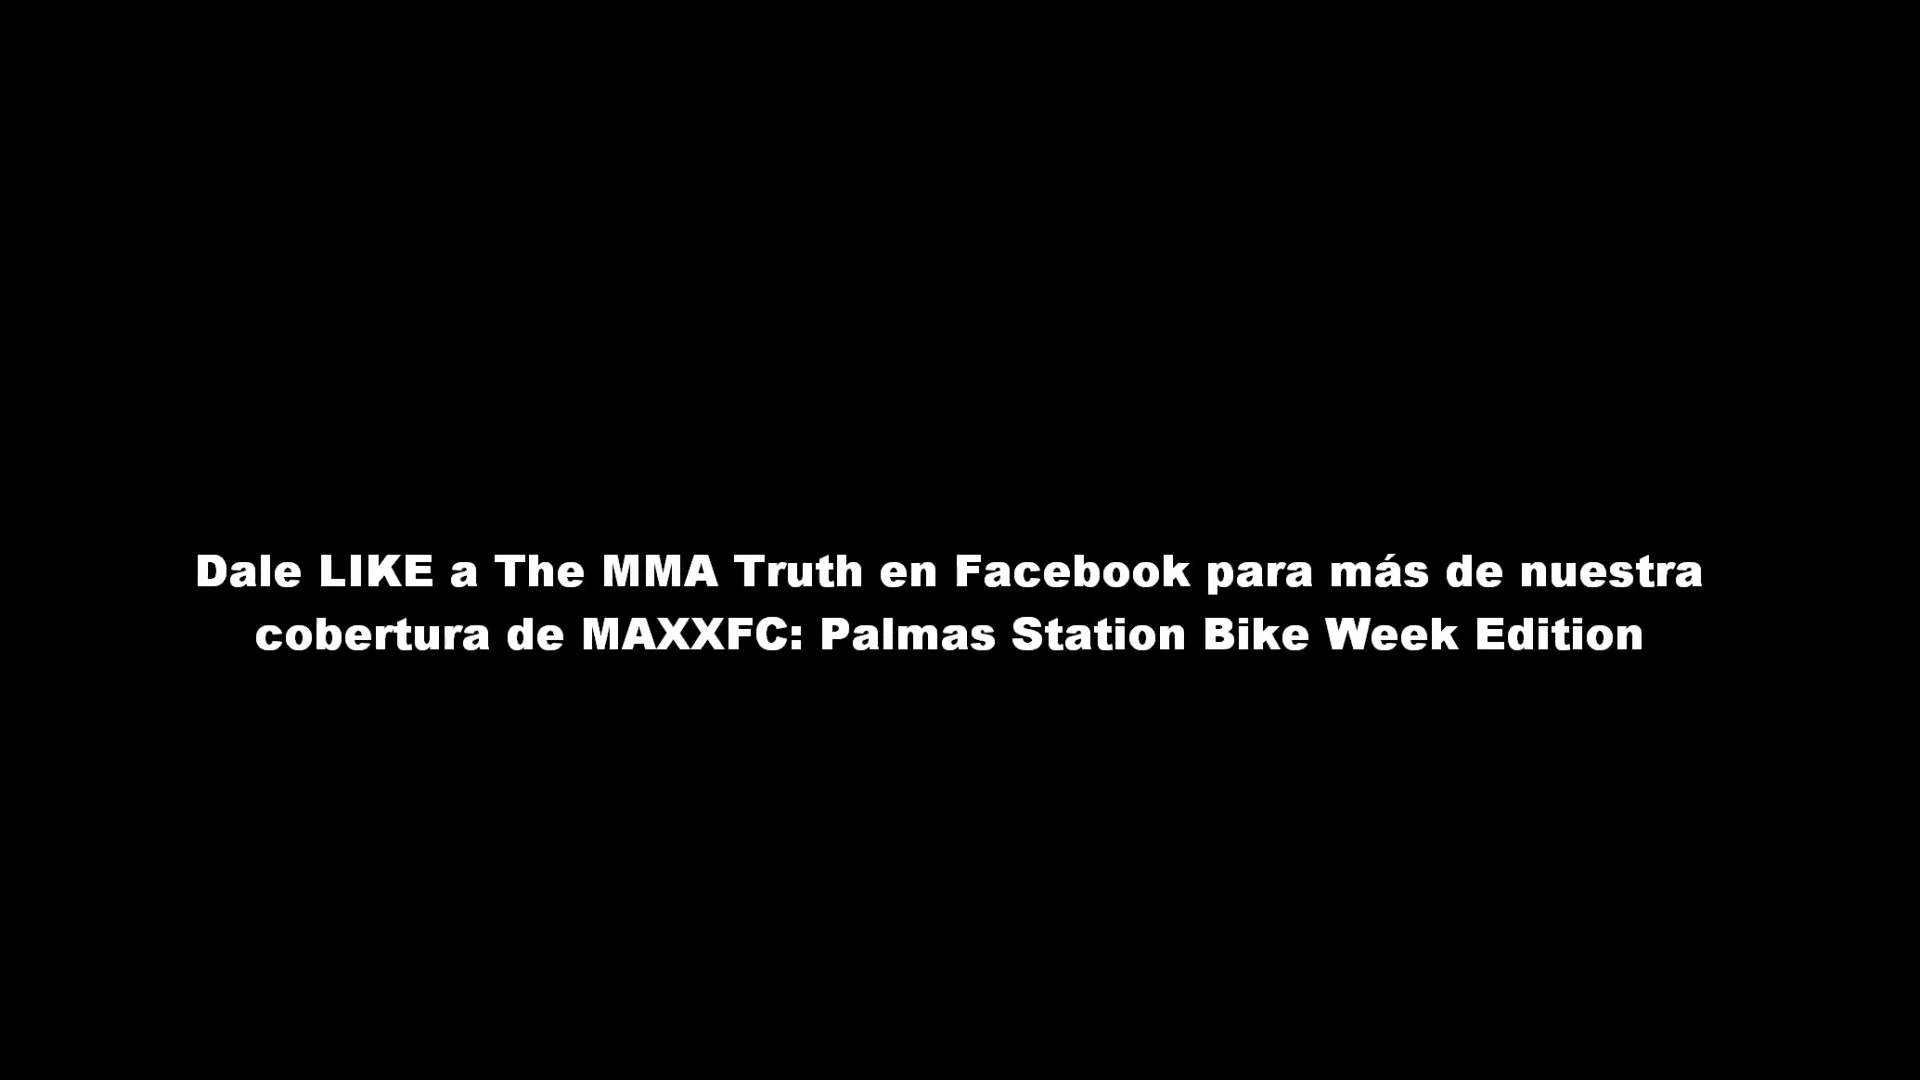 Dale LIKE a The MMA Truth en Facebook para más de nuestra
cobertura de MAXXFC: Palmas Station Bike Week Edition